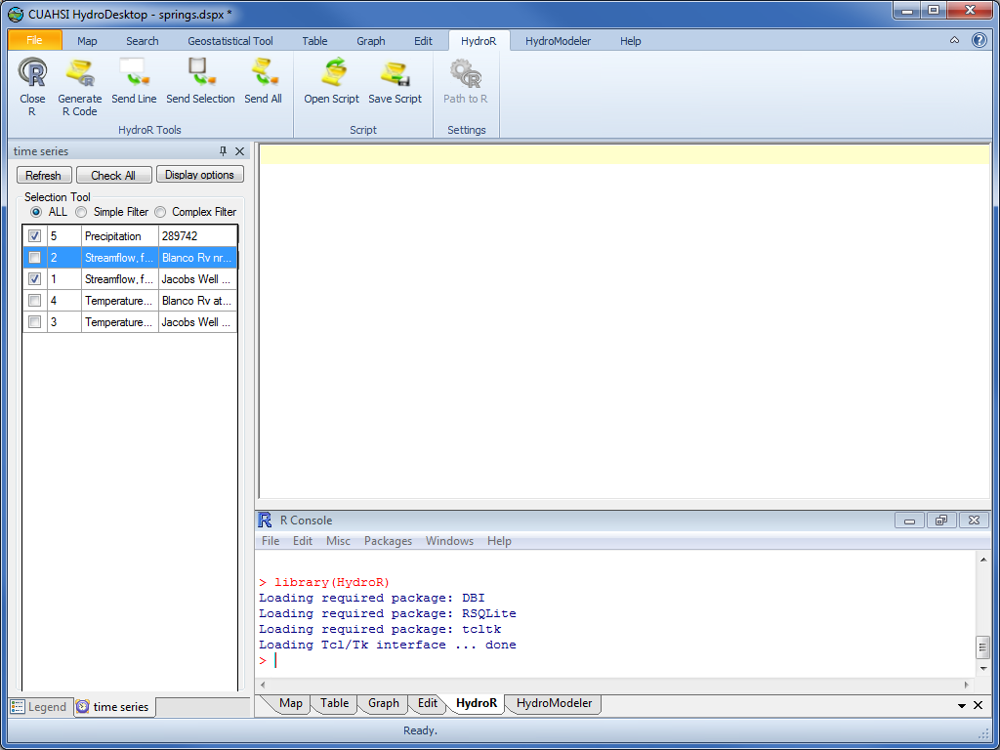 CUAHSI HydroDesktop - springs.dspx *
File Map Search Geostatistical Tool Table Graph Edit HydroR HydroModeler Help
Close R
Generate R Code
Send Line
Send Selection
Send All
Open Script
Save Script
Path to R
HydroR Tools Script Settings
time series
Refresh Check All Display options
Selection Tool
ALL Simple Filter Complex Filter
5 Precipitation 289742
2 Streamflow, f... Blanco Rv nr...
1 Streamflow, f... Jacobs Well ...
4 Temperature... Blanco Rv at...
3 Temperature... Jacobs Well ...
R Console
File Edit Misc Packages Windows Help
> library(HydroR)
Loading required package: DBI
Loading required package: RSQLite
Loading required package: tcltk
Loading Tcl/Tk interface ... done
>
Legend time series
Map Table Graph Edit HydroR HydroModeler
Ready.